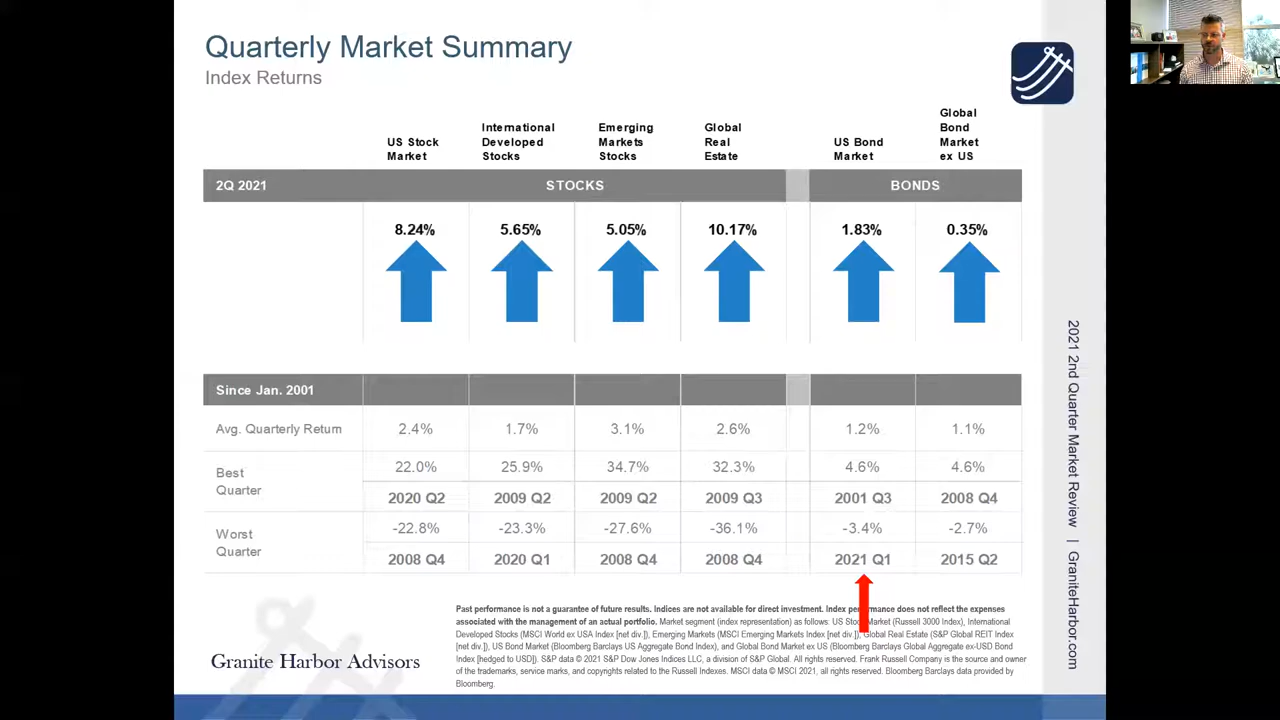 Quarterly Market Summary
Index Returns
US Stock
Market
International
Developed
Stocks
Emerging
Markets
Stocks
Global
Real
Estate
US Bond
Market
Global
Bond
Market
ex US
2Q 2021 STOCKS BONDS
8.24% 5.65% 5.05% 10.17% 1.83% 0.35%
Since Jan. 2001
Avg. Quarterly Return 2.4% 1.7% 3.1% 2.6% 1.2% 1.1%
Best
Quarter
22.0% 25.9% 34.7% 32.3% 4.6% 4.6%
2020 Q2 2009 Q2 2009 Q2 2009 Q3 2001 Q3 2008 Q4
Worst
Quarter
-22.8% -23.3% -27.6% -36.1% -3.4% -2.7%
2008 Q4 2020 Q1 2008 Q4 2008 Q4 2021 Q1 2015 Q2
Past performance is not a guarantee of future results. Indices are not available for direct investment. Index performance does not reflect the expenses
associated with the management of an actual portfolio. Market segment (index representation) as follows: US Stock Market (Russell 3000 Index), International
Developed Stocks (MSCI World ex USA Index [net div.]), Emerging Markets (MSCI Emerging Markets Index [net div.]), Global Real Estate (S&P Global REIT Index
[net div.]), US Bond Market (Bloomberg Barclays US Aggregate Bond Index), and Global Bond Market ex US (Bloomberg Barclays Global Aggregate ex-USD Bond
Index [hedged to USD]). S&P data © 2021 S&P Dow Jones Indices LLC, a division of S&P Global. All rights reserved. Frank Russell Company is the source and owner
of the trademarks, service marks, and copyrights related to the Russell Indexes. MSCI data © MSCI 2021, all rights reserved. Bloomberg Barclays data provided by
Bloomberg.
Granite Harbor Advisors
2021 2nd Quarter Market Review | GraniteHarbor.com